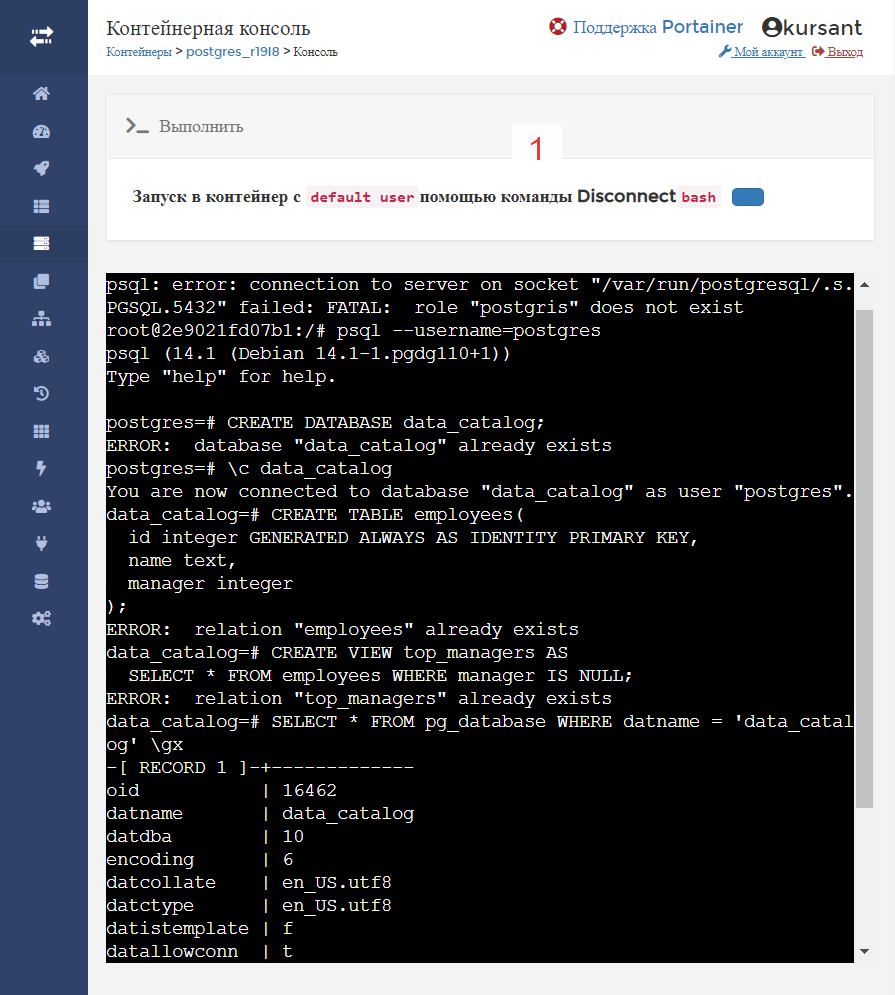 Контейнерная консоль
Поддержка Portainer
kursant
Контейнеры > postgres_r19l8 > Консоль
Мой аккаунт Выход
Выполнить
1
Запуск в контейнер с default user помощью команды Disconnect bash
psql: error: connection to server on socket "/var/run/postgresql/.s.
PGSQL.5432" failed: FATAL:  role "postgris" does not exist
root@2e9021fd07b1:/# psql --username=postgres
psql (14.1 (Debian 14.1-1.pgdg110+1))
Type "help" for help.
postgres=# CREATE DATABASE data_catalog;
ERROR:  database "data_catalog" already exists
postgres=# \c data_catalog
You are now connected to database "data_catalog" as user "postgres".
data_catalog=# CREATE TABLE employees(
  id integer GENERATED ALWAYS AS IDENTITY PRIMARY KEY,
  name text,
  manager integer
);
ERROR:  relation "employees" already exists
data_catalog=# CREATE VIEW top_managers AS
  SELECT * FROM employees WHERE manager IS NULL;
ERROR:  relation "top_managers" already exists
data_catalog=# SELECT * FROM pg_database WHERE datname = 'data_catal
og' \gx
-[ RECORD 1 ]-+-------------
oid           | 16462
datname       | data_catalog
datdba        | 10
encoding      | 6
datcollate    | en_US.utf8
datctype      | en_US.utf8
datistemplate | f
datallowconn  | t